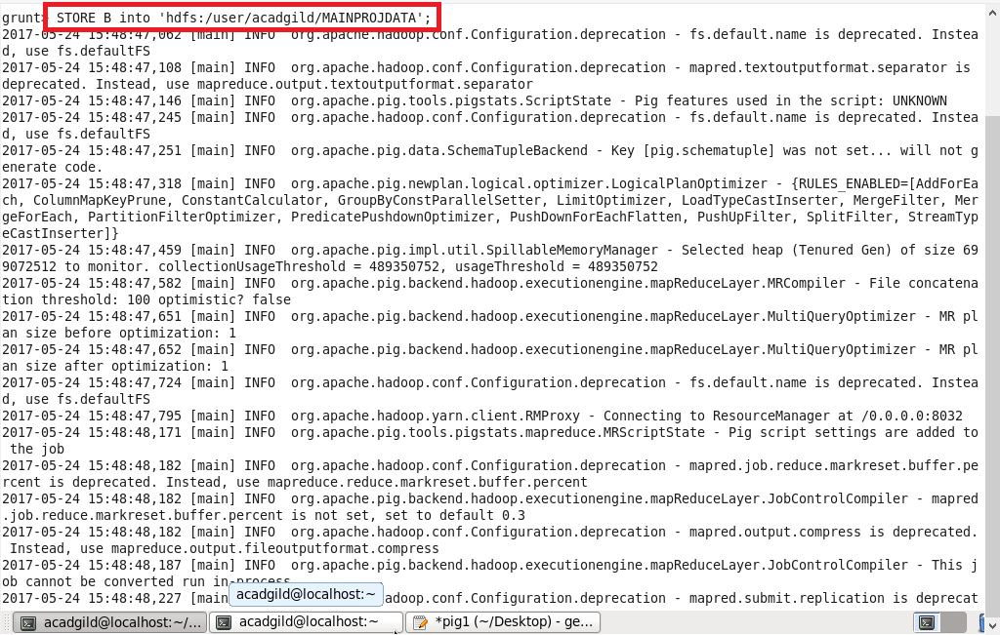 grunt> STORE B into 'hdfs:/user/acadgild/MAINPROJDATA';
2017-05-24 15:48:47,062 [main] INFO  org.apache.hadoop.conf.Configuration.deprecation - fs.default.name is deprecated. Instea
d, use fs.defaultFS
2017-05-24 15:48:47,108 [main] INFO  org.apache.hadoop.conf.Configuration.deprecation - mapred.textoutputformat.separator is
deprecated. Instead, use mapreduce.output.textoutputformat.separator
2017-05-24 15:48:47,146 [main] INFO  org.apache.pig.tools.pigstats.ScriptState - Pig features used in the script: UNKNOWN
2017-05-24 15:48:47,245 [main] INFO  org.apache.hadoop.conf.Configuration.deprecation - fs.default.name is deprecated. Instea
d, use fs.defaultFS
2017-05-24 15:48:47,251 [main] INFO  org.apache.pig.data.SchemaTupleBackend - Key [pig.schematuple] was not set... will not g
enerate code.
2017-05-24 15:48:47,318 [main] INFO  org.apache.pig.newplan.logical.optimizer.LogicalPlanOptimizer - {RULES_ENABLED=[AddForEa
ch, ColumnMapKeyPrune, ConstantCalculator, GroupByConstParallelSetter, LimitOptimizer, LoadTypeCastInserter, MergeFilter, Mer
geForEach, PartitionFilterOptimizer, PredicatePushdownOptimizer, PushDownForEachFlatten, PushUpFilter, SplitFilter, StreamTyp
eCastInserter]}
2017-05-24 15:48:47,459 [main] INFO  org.apache.pig.impl.util.SpillableMemoryManager - Selected heap (Tenured Gen) of size 69
9072512 to monitor. collectionUsageThreshold = 489350752, usageThreshold = 489350752
2017-05-24 15:48:47,582 [main] INFO  org.apache.pig.backend.hadoop.executionengine.mapReduceLayer.MRCompiler - File concatena
tion threshold: 100 optimistic? false
2017-05-24 15:48:47,651 [main] INFO  org.apache.pig.backend.hadoop.executionengine.mapReduceLayer.MultiQueryOptimizer - MR pl
an size before optimization: 1
2017-05-24 15:48:47,652 [main] INFO  org.apache.pig.backend.hadoop.executionengine.mapReduceLayer.MultiQueryOptimizer - MR pl
an size after optimization: 1
2017-05-24 15:48:47,724 [main] INFO  org.apache.hadoop.conf.Configuration.deprecation - fs.default.name is deprecated. Instea
d, use fs.defaultFS
2017-05-24 15:48:47,795 [main] INFO  org.apache.hadoop.yarn.client.RMProxy - Connecting to ResourceManager at /0.0.0.0:8032
2017-05-24 15:48:48,171 [main] INFO  org.apache.pig.tools.pigstats.mapreduce.MRScriptState - Pig script settings are added to
 the job
2017-05-24 15:48:48,182 [main] INFO  org.apache.hadoop.conf.Configuration.deprecation - mapred.job.reduce.markreset.buffer.pe
rcent is deprecated. Instead, use mapreduce.reduce.markreset.buffer.percent
2017-05-24 15:48:48,182 [main] INFO  org.apache.pig.backend.hadoop.executionengine.mapReduceLayer.JobControlCompiler - mapred
.job.reduce.markreset.buffer.percent is not set, set to default 0.3
2017-05-24 15:48:48,182 [main] INFO  org.apache.hadoop.conf.Configuration.deprecation - mapred.output.compress is deprecated.
 Instead, use mapreduce.output.fileoutputformat.compress
2017-05-24 15:48:48,187 [main] INFO  org.apache.pig.backend.hadoop.executionengine.mapReduceLayer.JobControlCompiler - This j
ob cannot be converted run in-process
2017-05-24 15:48:48,227 [main adoop.conf.Configuration.deprecation - mapred.submit.replication is deprecat
acadgild@localhost:~
acadgild@localhost:~/...
acadgild@localhost:~
*pig1 (~/Desktop) - ge...